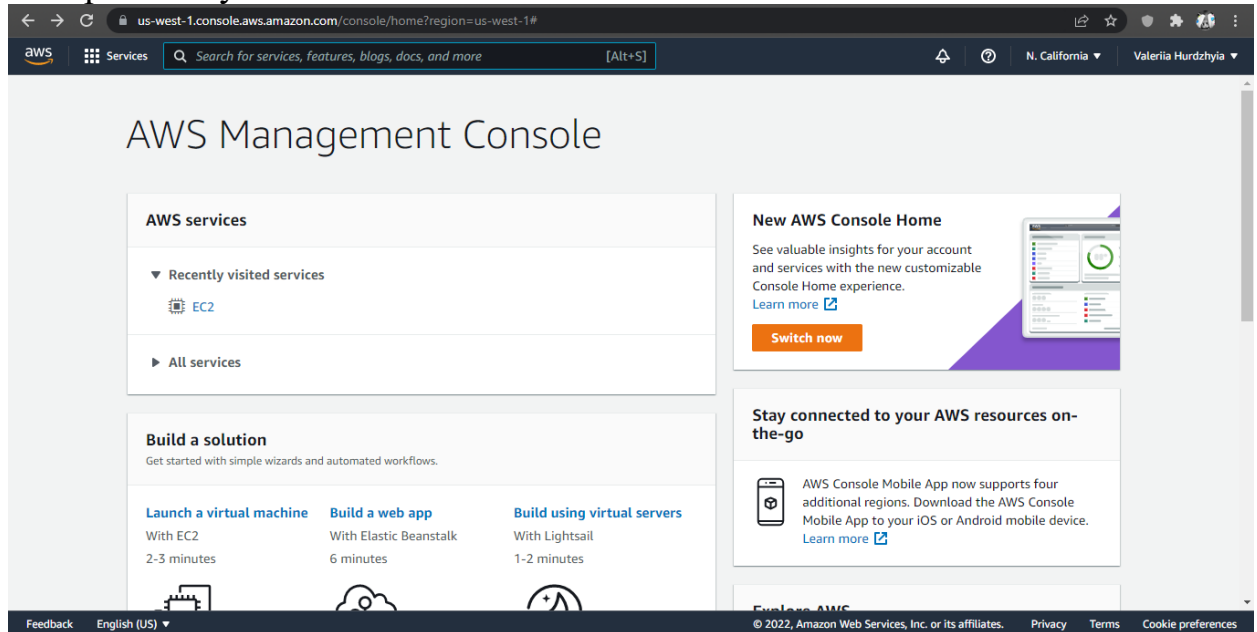 us-west-1.console.aws.amazon.com/console/home?region=us-west-1#
aws Services Search for services, features, blogs, docs, and more [Alt+S] N. California ▼ Valeriia Hurdzhyia ▼
AWS Management Console
AWS services
▼ Recently visited services
EC2
▶ All services
New AWS Console Home
See valuable insights for your account
and services with the new customizable
Console Home experience.
Learn more
Switch now
Build a solution
Get started with simple wizards and automated workflows.
Launch a virtual machine
With EC2
2-3 minutes
Build a web app
With Elastic Beanstalk
6 minutes
Build using virtual servers
With Lightsail
1-2 minutes
Stay connected to your AWS resources on-
the-go
AWS Console Mobile App now supports four
additional regions. Download the AWS Console
Mobile App to your iOS or Android mobile device.
Learn more
Explore AWS
Feedback English (US) ▼ © 2022, Amazon Web Services, Inc. or its affiliates. Privacy Terms Cookie preferences